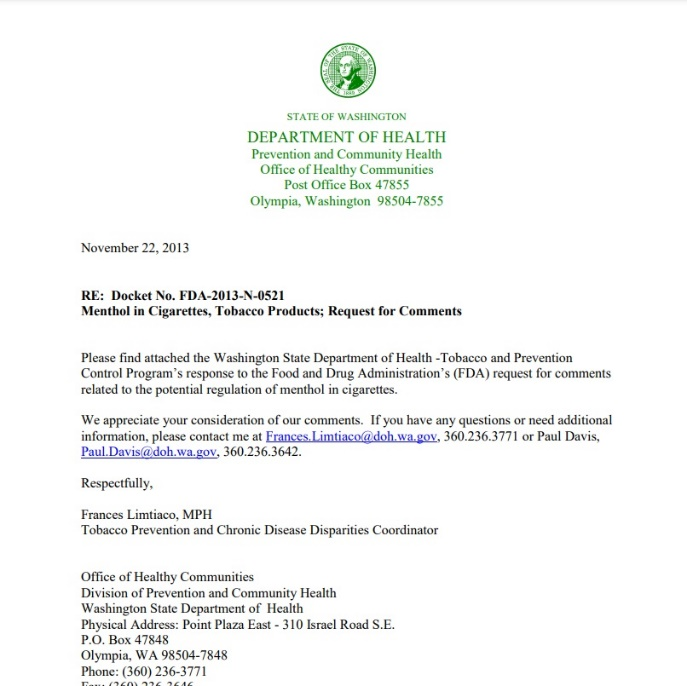 STATE OF WASHINGTON
DEPARTMENT OF HEALTH
Prevention and Community Health
Office of Healthy Communities
Post Office Box 47855
Olympia, Washington  98504-7855
November 22, 2013
RE:  Docket No. FDA-2013-N-0521
Menthol in Cigarettes, Tobacco Products; Request for Comments
Please find attached the Washington State Department of Health -Tobacco and Prevention
Control Program’s response to the Food and Drug Administration’s (FDA) request for comments
related to the potential regulation of menthol in cigarettes.
We appreciate your consideration of our comments.  If you have any questions or need additional
information, please contact me at Frances.Limtiaco@doh.wa.gov, 360.236.3771 or Paul Davis,
Paul.Davis@doh.wa.gov, 360.236.3642.
Respectfully,
Frances Limtiaco, MPH
Tobacco Prevention and Chronic Disease Disparities Coordinator
Office of Healthy Communities
Division of Prevention and Community Health
Washington State Department of  Health
Physical Address: Point Plaza East - 310 Israel Road S.E.
P.O. Box 47848
Olympia, WA 98504-7848
Phone: (360) 236-3771
Fax: (360) 236-3646